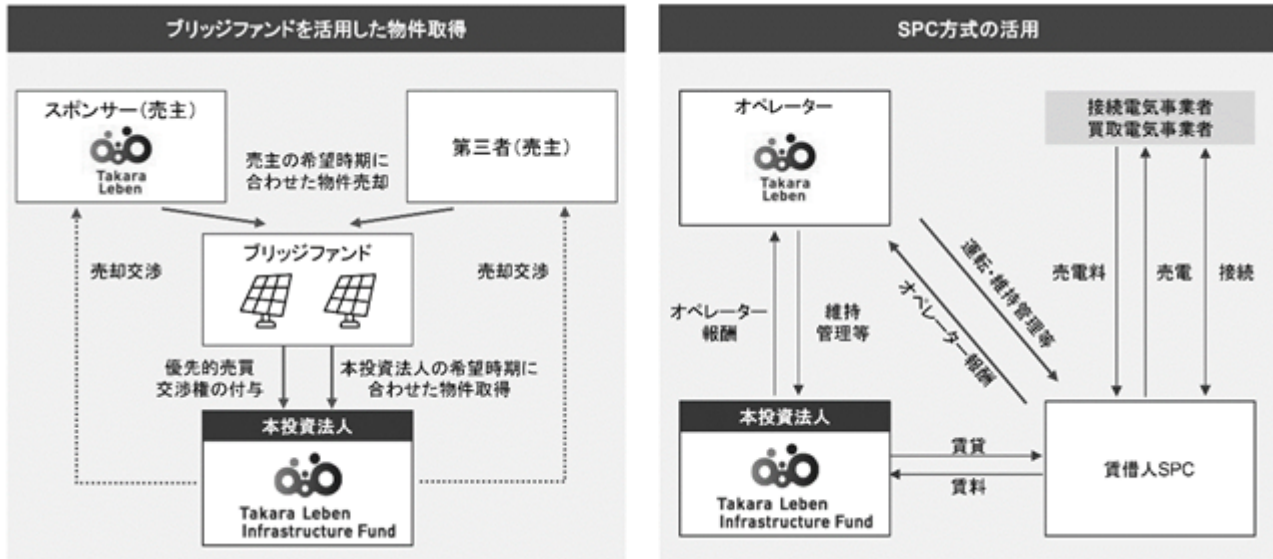 ブリッジファンドを活用した物件取得
スポンサー(売主)
Takara
Leben
第三者(売主)
売主の希望時期に
合わせた物件売却
ブリッジファンド
売却交渉
売却交渉
優先的売買
交渉権の付与
本投資法人の希望時期に
合わせた物件取得
本投資法人
Takara Leben
Infrastructure Fund
SPC方式の活用
オペレーター
Takara
Leben
接続電気事業者
買取電気事業者
オペレーター
報酬
維持
管理等
運転・維持管理等
オペレーター報酬
売電料
売電
接続
本投資法人
Takara Leben
Infrastructure Fund
賃貸
賃料
賃借人SPC